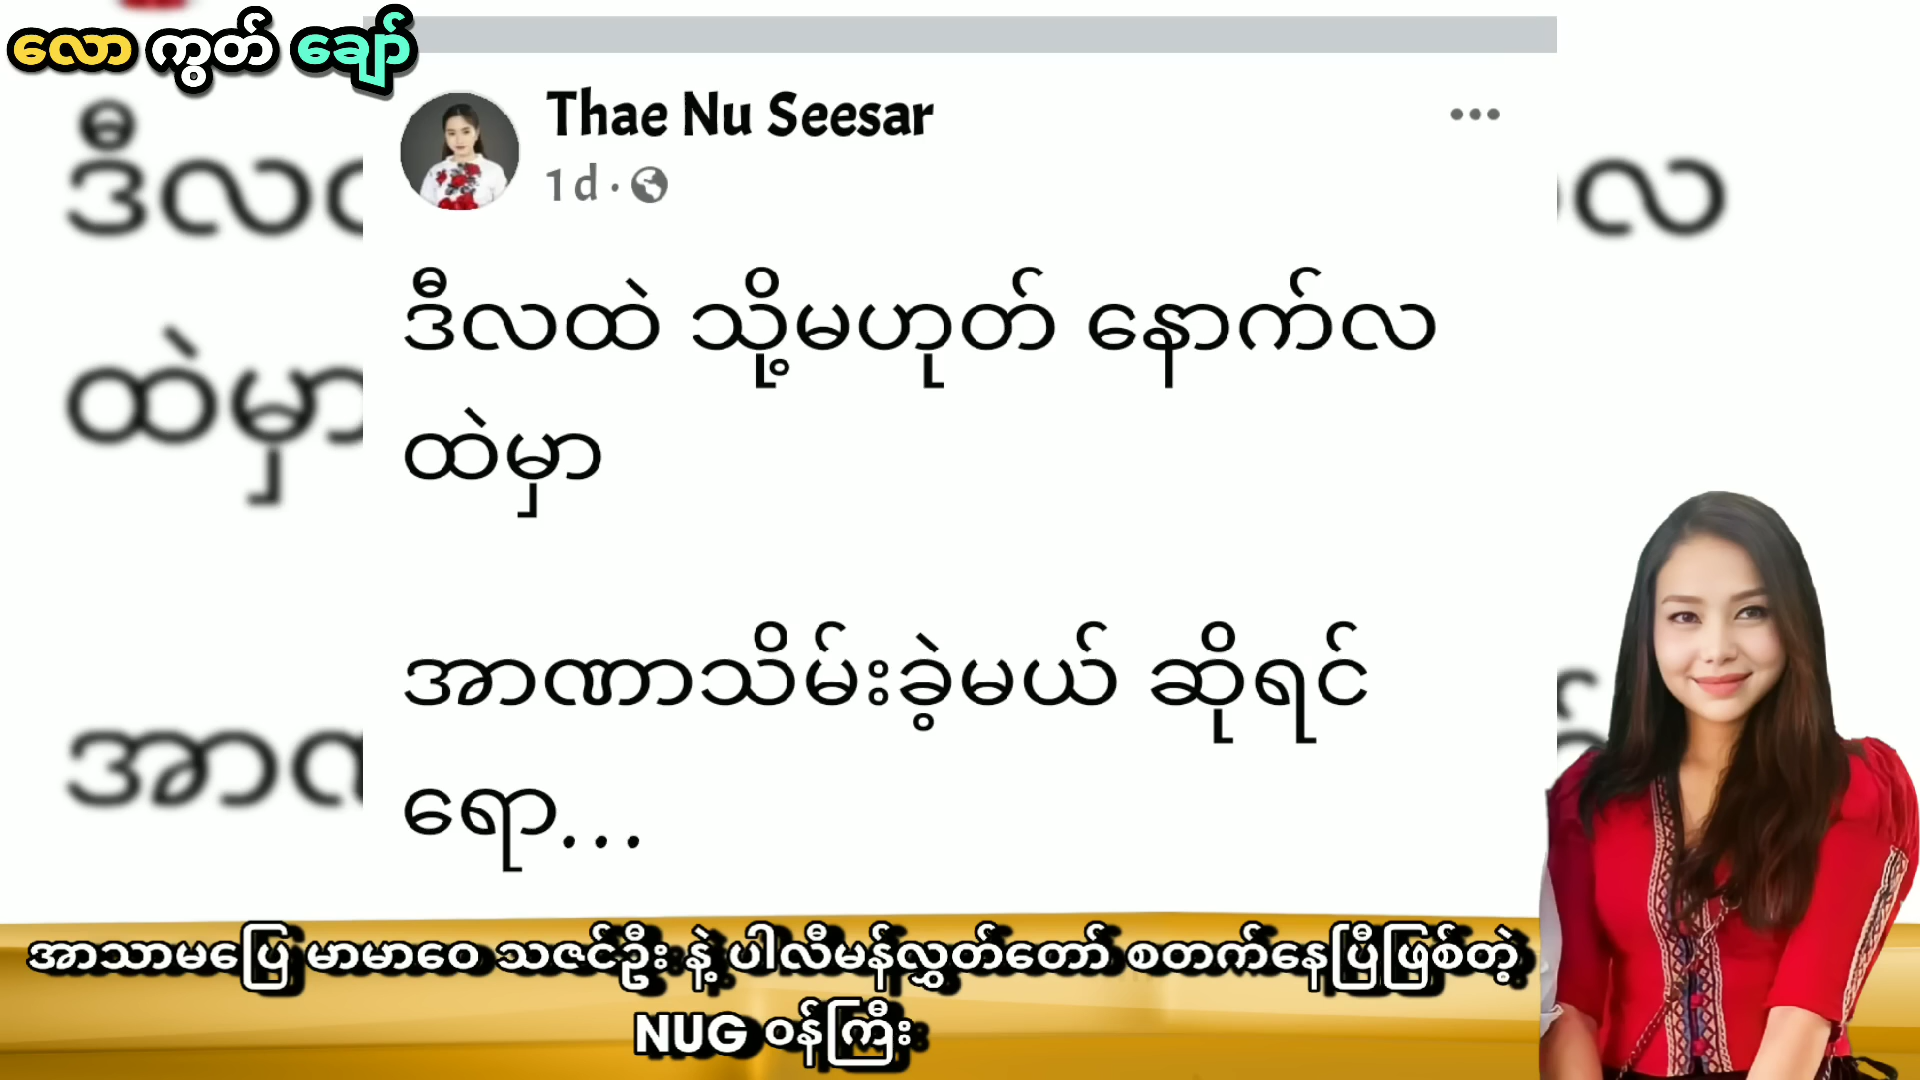 လော ကွတ် ချော်
Thae Nu Seesar
1 d
ဒီလထဲ သို့မဟုတ် နောက်လ
ထဲမှာ
အာဏာသိမ်းခဲ့မယ် ဆိုရင်
ရော...
အာသာမပြေ မာမာဝေ သဇင်ဦး နဲ့ ပါလီမန်လွှတ်တော် စတက်နေပြီဖြစ်တဲ့
NUG ဝန်ကြီး